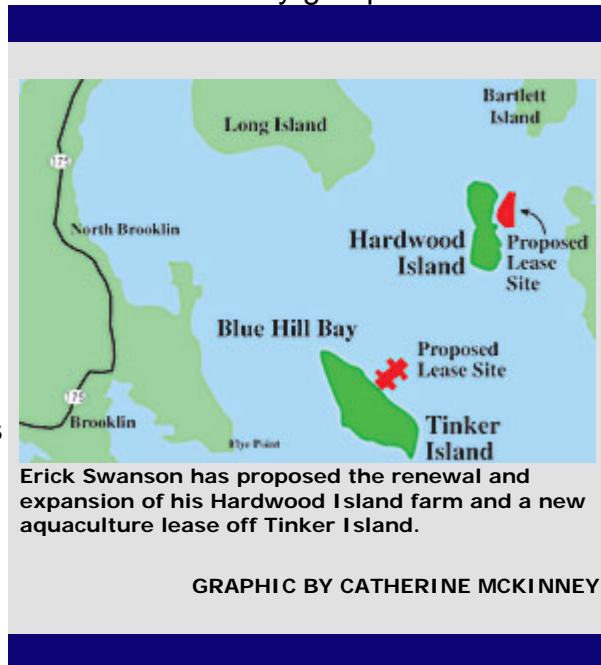 Bartlett
Island
Long Island
175
North Brooklin
Hardwood
Island
Proposed
Lease
Site
Blue Hill Bay
Proposed
Lease Site
175
Brooklin
Flye Point
Tinker
Island
s
Erick Swanson has proposed the renewal and
expansion of his Hardwood Island farm and a new
aquaculture lease off Tinker Island.
GRAPHIC BY CATHERINE MCKINNEY